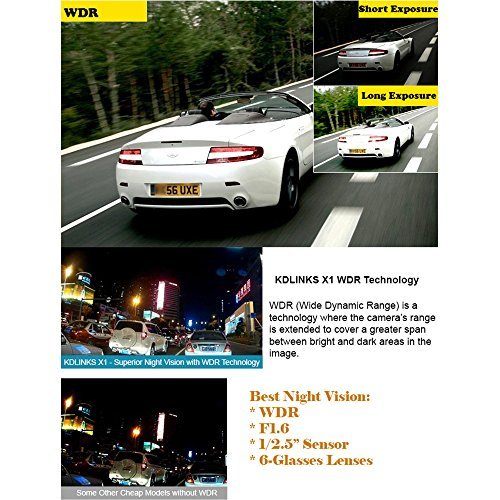 WDR
Short Exposure
Long Exposure
56 UXE
KDLINKS X1 WDR Technology
WDR (Wide Dynamic Range) is a
technology where the camera's range
is extended to cover a greater span
between bright and dark areas in the
image.
KDLINKS X1 - Superior Night Vision with WDR Technology
Best Night Vision:
* WDR
* F1.6
* 1/2.5" Sensor
* 6-Glasses Lenses
Some Other Cheap Models without WDR